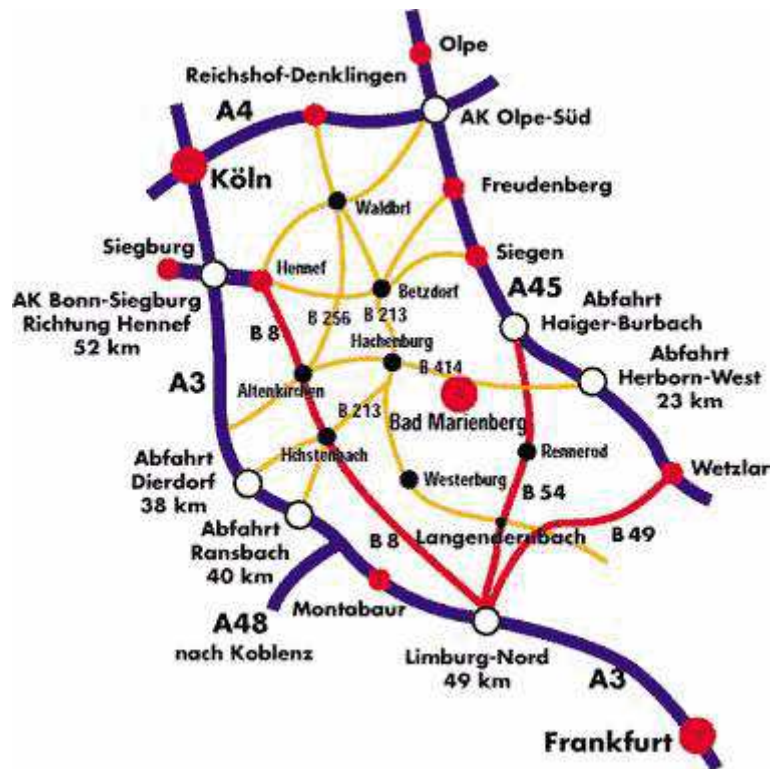 Olpe
Reichshof-Denklingen
A4
AK Olpe-Süd
Köln
Freudenberg
Waldbrl
Siegburg
Siegen
Hennef
A45
AK Bonn-Siegburg
Richtung Hennef
52 km
Betzdorf
Abfahrt
Haiger-Burbach
B 256
B 213
B 8
Hachenburg
Abfahrt
Herborn-West
23 km
A3
B 414
Altenkirchen
B 213
Bad Marienberg
Hchstenbach
Rennerod
Abfahrt
Dierdorf
38 km
Westerburg
Wetzlar
B 54
Abfahrt
Ransbach
40 km
B 8
Langendernbach
B 49
Montabaur
A48
nach Koblenz
Limburg-Nord
49 km
A3
Frankfurt